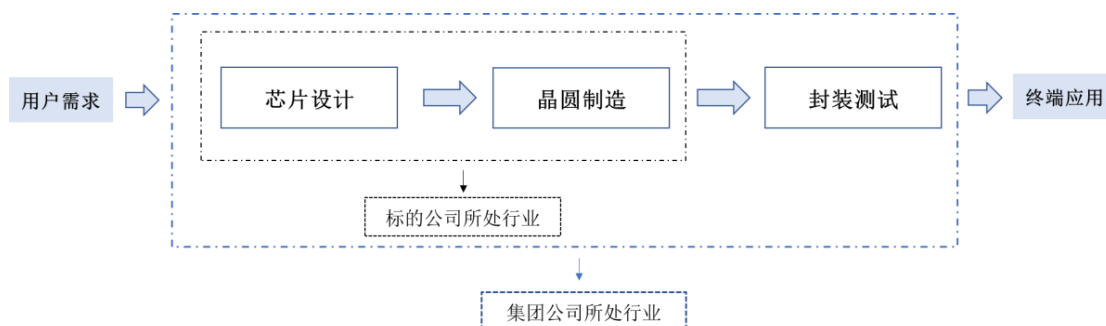 用户需求
芯片设计
晶圆制造
封装测试
终端应用
标的公司所处行业
集团公司所处行业